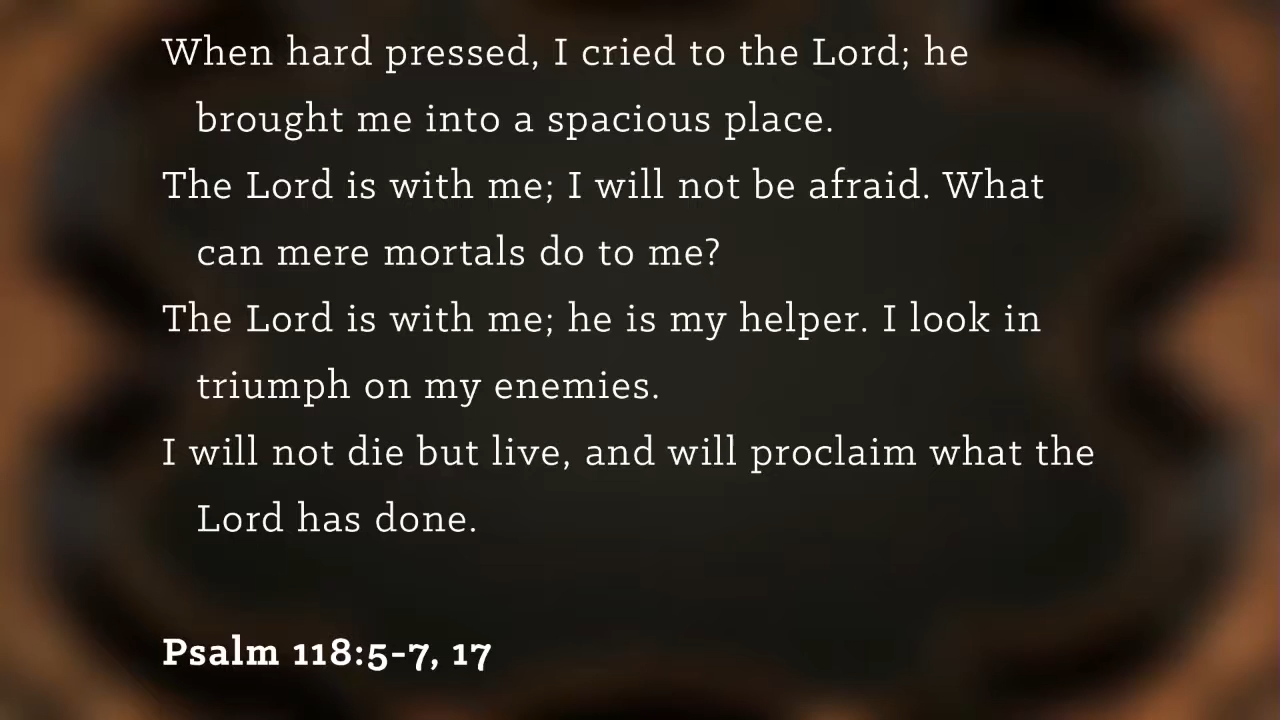 When hard pressed, I cried to the Lord; he
brought me into a spacious place.
The Lord is with me; I will not be afraid. What
can mere mortals do to me?
The Lord is with me; he is my helper. I look in
triumph on my enemies.
I will not die but live, and will proclaim what the
Lord has done.
Psalm 118:5-7, 17